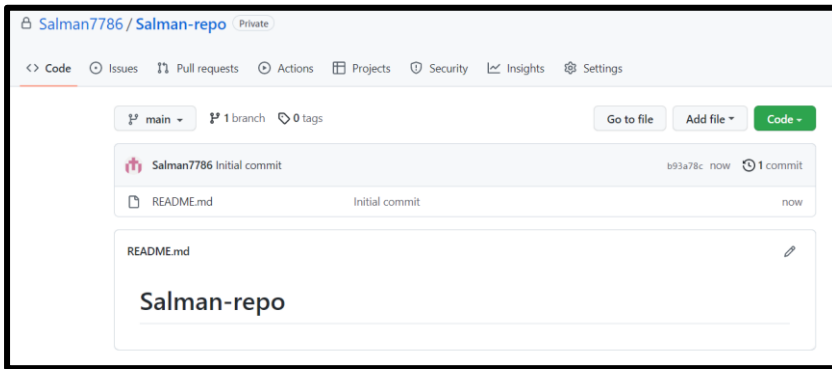 Salman7786 / Salman-repo Private
<> Code Issues Pull requests Actions Projects Security Insights Settings
main 1 branch 0 tags Go to file Add file Code
Salman7786 Initial commit b93a78c now 1 commit
README.md Initial commit now
README.md
Salman-repo